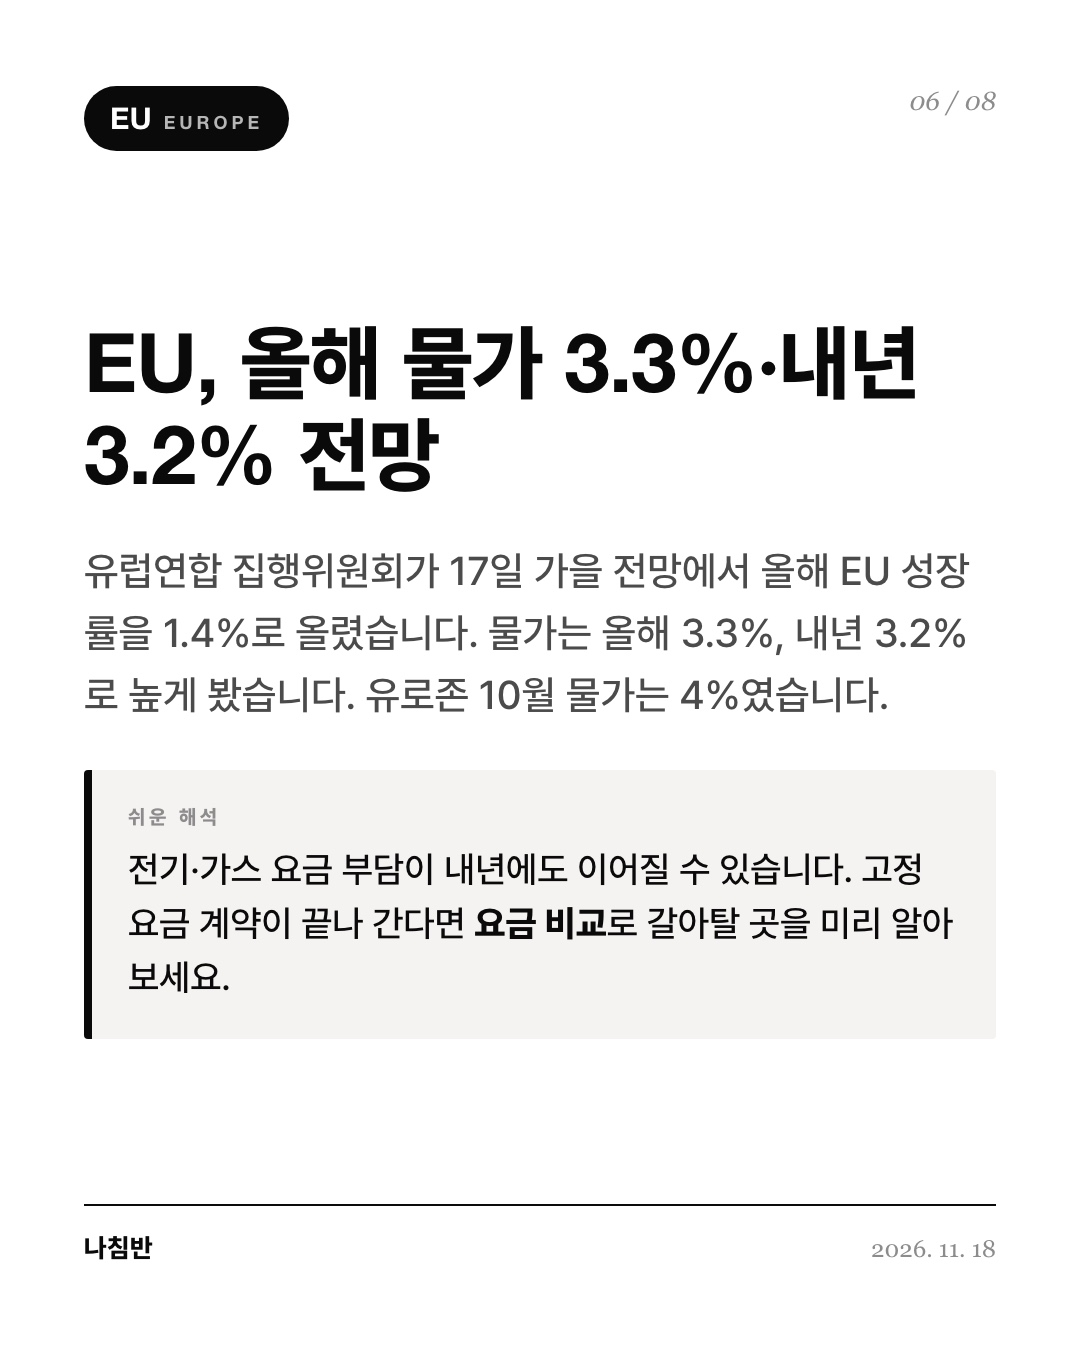 EU EUROPE
06 / 08
EU, 올해 물가 3.3%·내년
3.2% 전망
유럽연합 집행위원회가 17일 가을 전망에서 올해 EU 성장
률을 1.4%로 올렸습니다. 물가는 올해 3.3%, 내년 3.2%
로 높게 봤습니다. 유로존 10월 물가는 4%였습니다.
쉬운 해석
전기·가스 요금 부담이 내년에도 이어질 수 있습니다. 고정
요금 계약이 끝나 간다면 요금 비교로 갈아탈 곳을 미리 알아
보세요.
나침반
2026. 11. 18